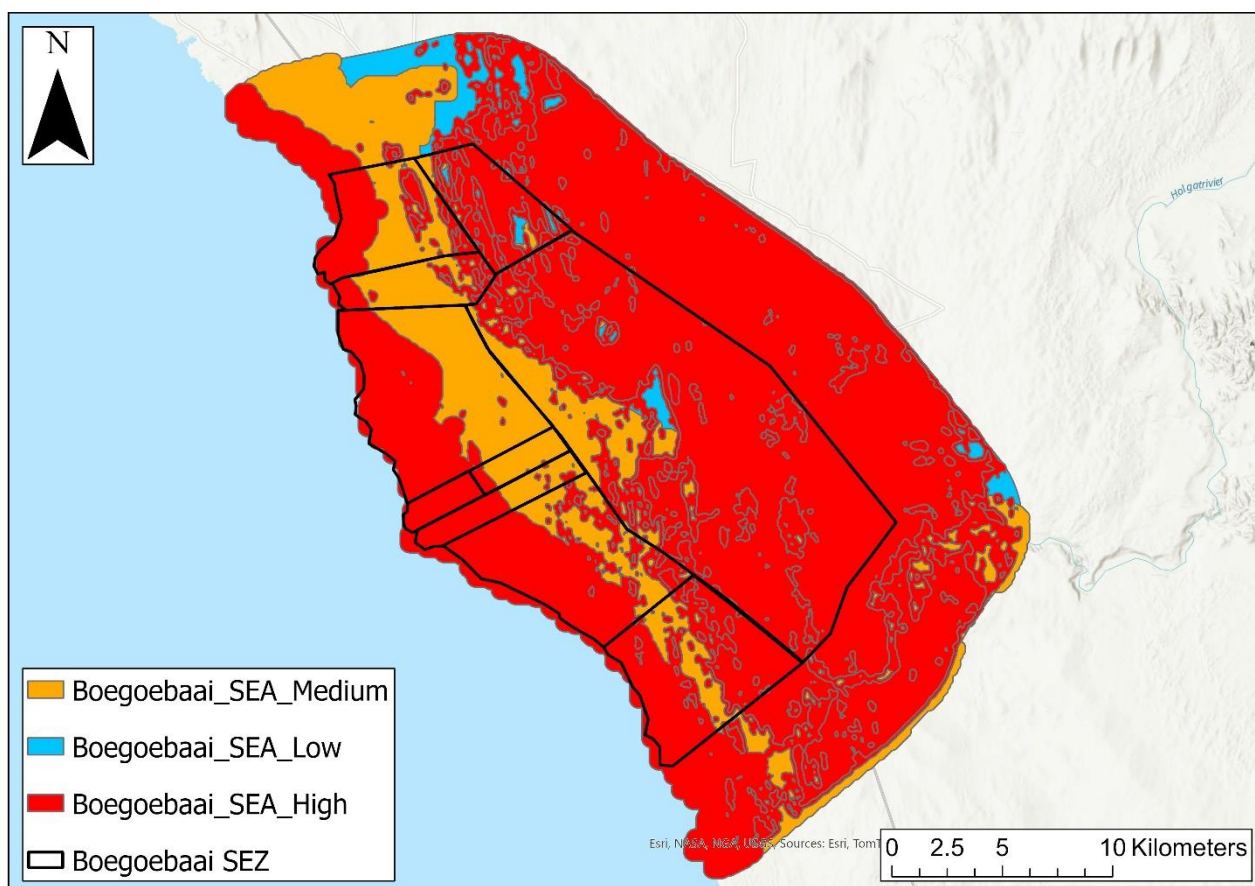 N
Holgatrivier
Boegoebaai_SEA_Medium
Boegoebaai_SEA_Low
Boegoebaai_SEA_High
Boegoebaai SEZ
Esri, NASA, NGA, USGS, Sources: Esri, TomT
0 2.5 5 10 Kilometers